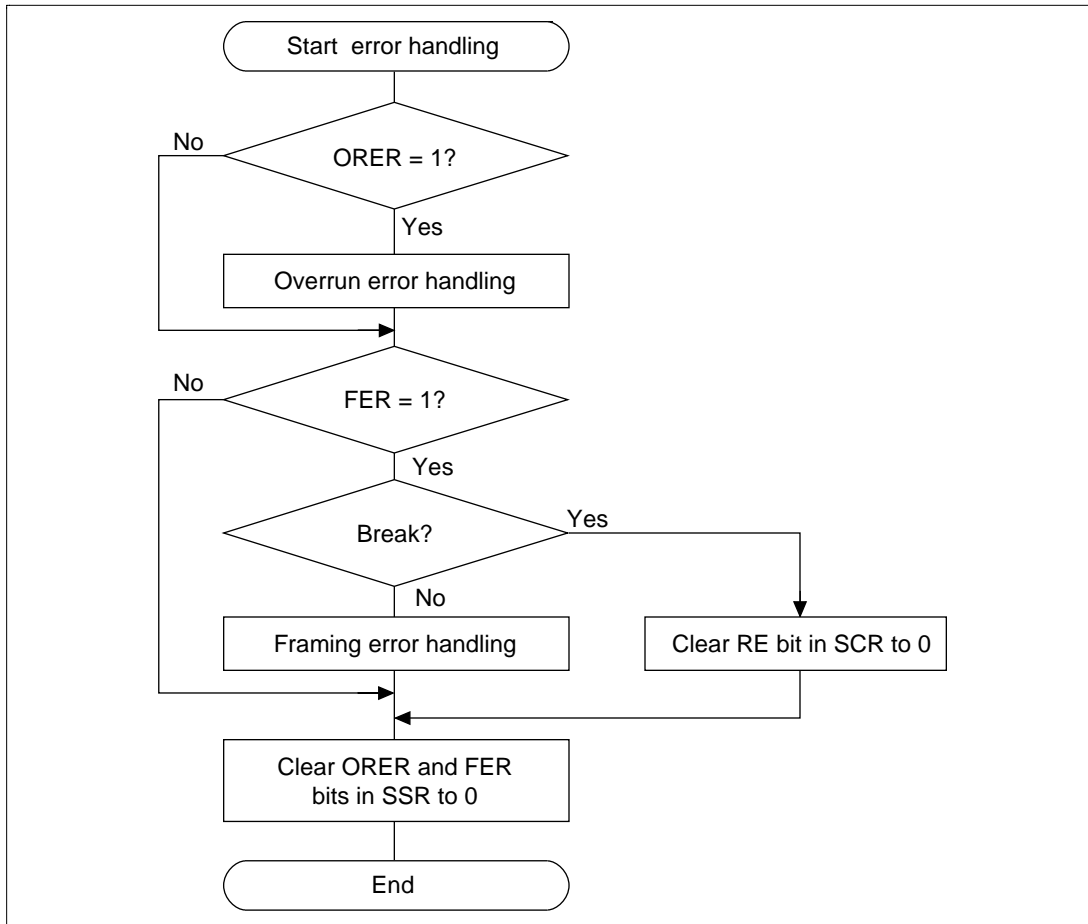 Start error handling
No
ORER = 1?
Yes
Overrun error handling
No
FER = 1?
Yes
Break?
Yes
No
Framing error handling
Clear RE bit in SCR to 0
Clear ORER and FER
bits in SSR to 0
End